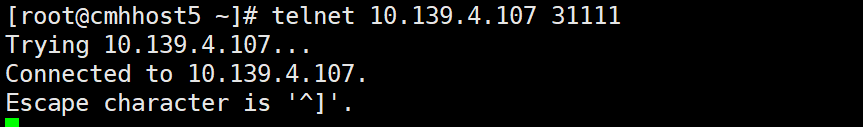 [root@cmhhost5 ~]# telnet 10.139.4.107 31111
Trying 10.139.4.107...
Connected to 10.139.4.107.
Escape character is '^]'.